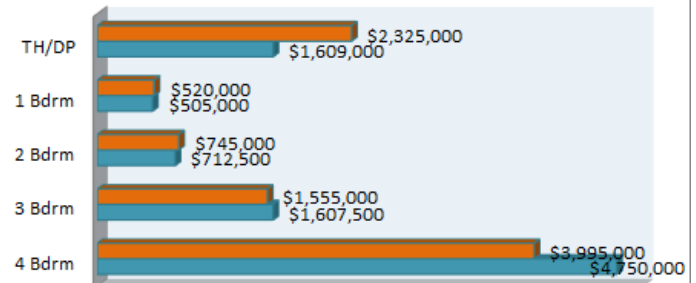 TH/DP
$2,325,000
$1,609,000
1 Bdrm
$520,000
$505,000
2 Bdrm
$745,000
$712,500
3 Bdrm
$1,555,000
$1,607,500
4 Bdrm
$3,995,000
$4,750,000